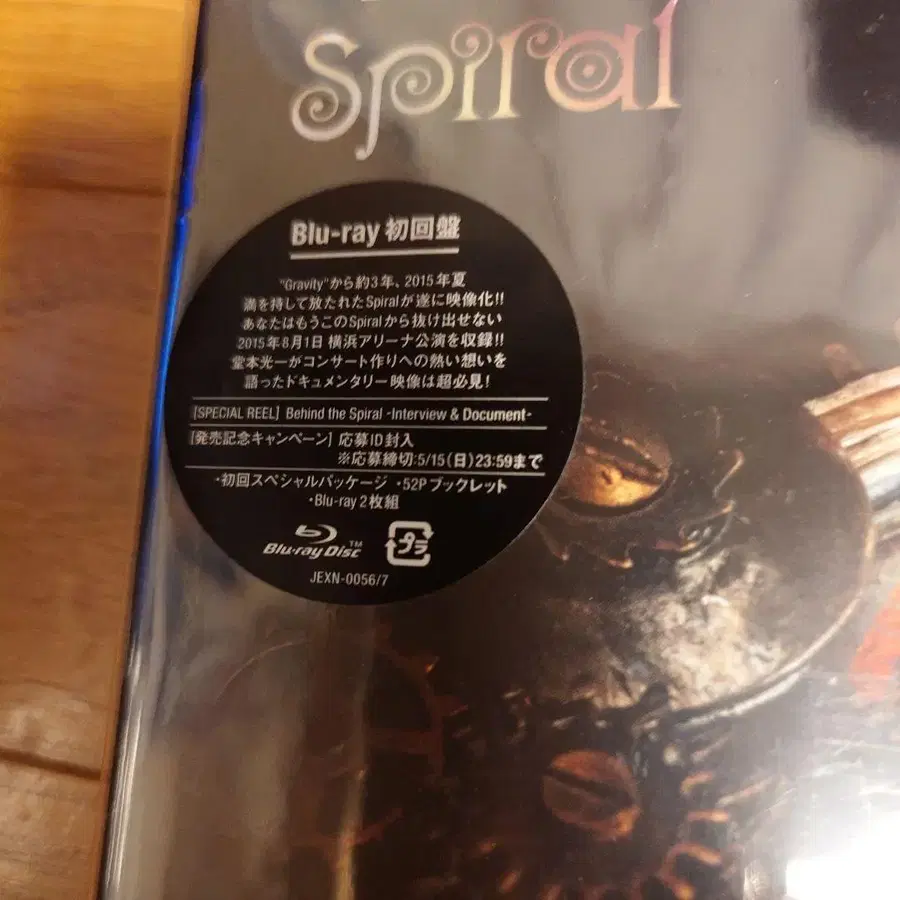 Spiral
Blu-ray 初回盤
"Gravity"から約3年、2015年夏
満を持して放たれたSpiralが遂に映像化!!
あなたはもうこのSpiralから抜け出せない
2015年8月1日 横浜アリーナ公演を収録!!
堂本光一がコンサート作りへの熱い想いを
語ったドキュメンタリー映像は超必見!
[SPECIAL REEL] Behind the Spiral -Interview & Document-
[発売記念キャンペーン] 応募ID封入
※応募締切:5/15(日)23:59まで
・初回スペシャルパッケージ ・52Pブックレット
・Blu-ray 2枚組
Blu-ray Disc™ プラ
JEXN-0056/7